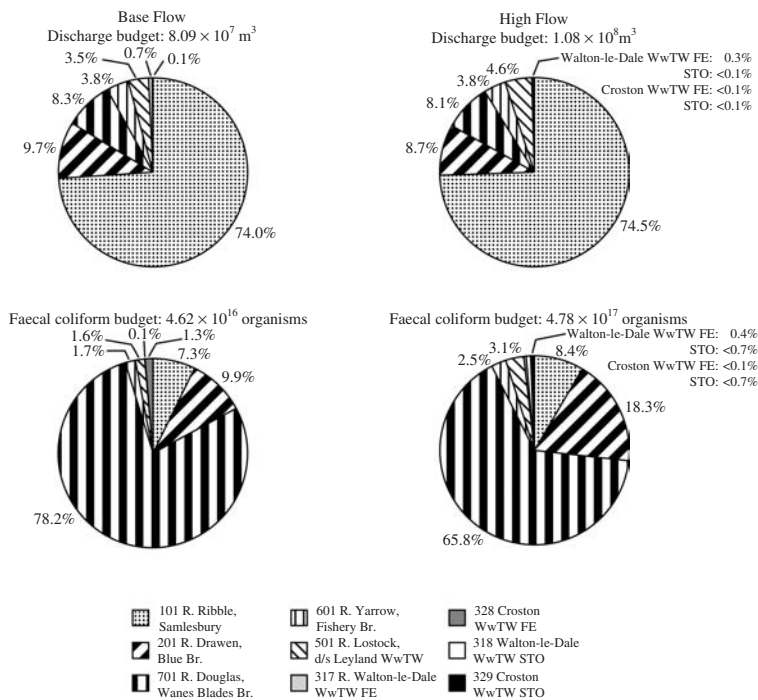 Base Flow
Discharge budget: 8.09 × 10⁷ m³
3.5%
0.7%
0.1%
3.8%
8.3%
9.7%
74.0%
High Flow
Discharge budget: 1.08 × 10⁸m³
Walton-le-Dale WwTW FE: 0.3%
STO: <0.1%
Croston WwTW FE: <0.1%
STO: <0.1%
4.6%
3.8%
8.1%
8.7%
74.5%
Faecal coliform budget: 4.62 × 10¹⁶ organisms
1.6%
0.1%
1.3%
1.7%
7.3%
9.9%
78.2%
Faecal coliform budget: 4.78 × 10¹⁷ organisms
Walton-le-Dale WwTW FE: 0.4%
STO: <0.7%
Croston WwTW FE: <0.1%
STO: <0.7%
3.1%
2.5%
8.4%
18.3%
65.8%
101 R. Ribble,
Samlesbury
201 R. Drawen,
Blue Br.
701 R. Douglas,
Wanes Blades Br.
601 R. Yarrow,
Fishery Br.
501 R. Lostock,
d/s Leyland WwTW
317 R. Walton-le-Dale
WwTW FE
328 Croston
WwTW FE
318 Walton-le-Dale
WwTW STO
329 Croston
WwTW STO